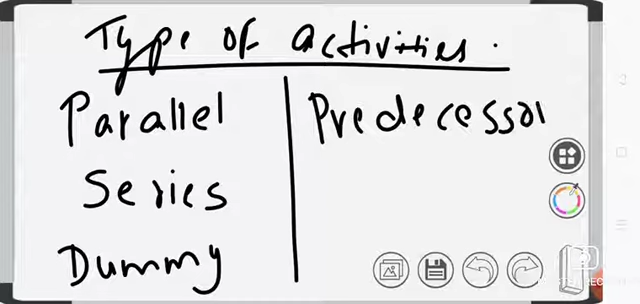 Type of activities.
Parallel
Series
Dummy
Predecessor